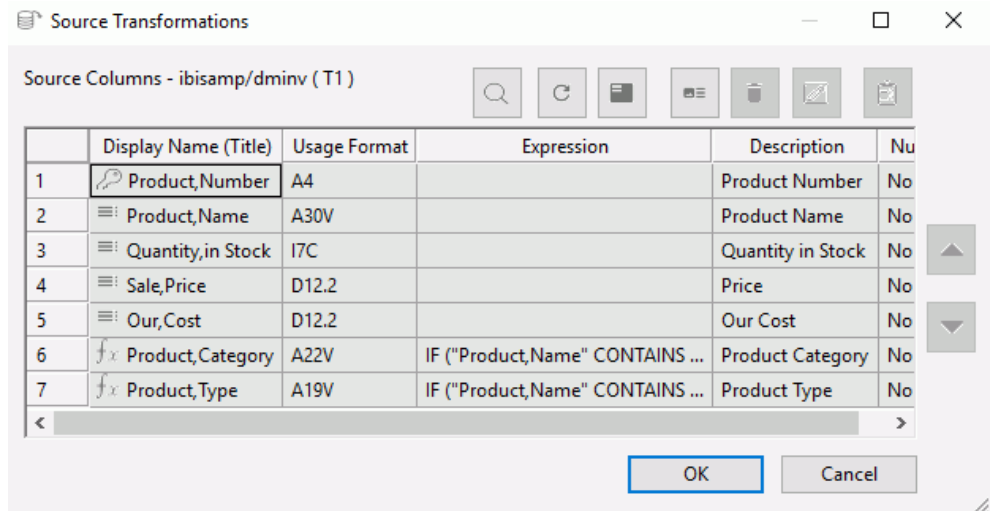 Source Transformations
Source Columns - ibisamp/dminv ( T1 )
Display Name (Title) Usage Format Expression Description Nu
1 Product,Number A4 Product Number No
2 Product,Name A30V Product Name No
3 Quantity,in Stock I7C Quantity in Stock No
4 Sale,Price D12.2 Price No
5 Our,Cost D12.2 Our Cost No
6 fx Product,Category A22V IF ("Product,Name" CONTAINS ... Product Category No
7 fx Product,Type A19V IF ("Product,Name" CONTAINS ... Product Type No
OK Cancel